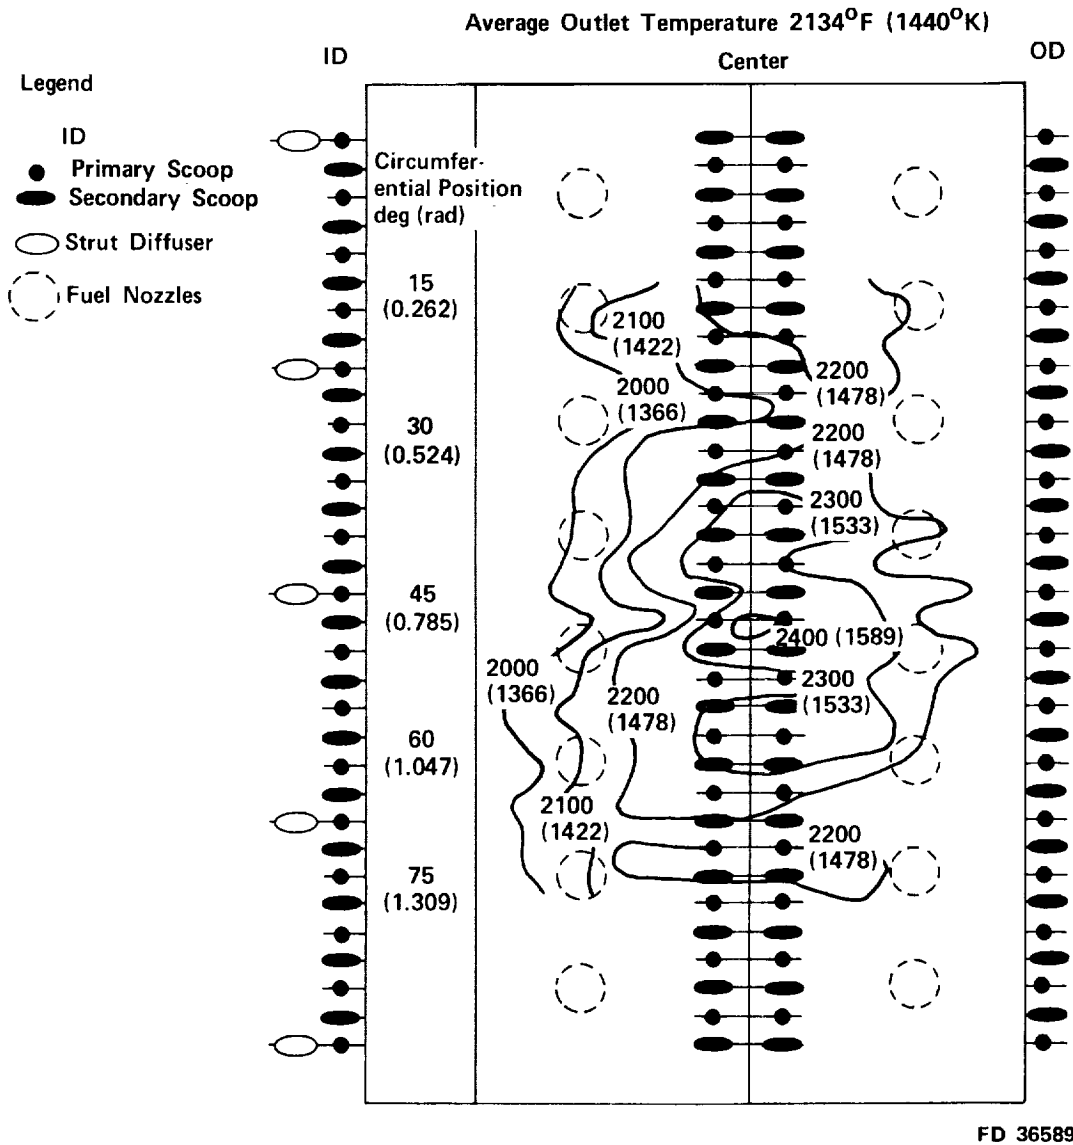 Average Outlet Temperature 2134°F (1440°K)
ID
Center
OD
Legend
ID
Primary Scoop
Secondary Scoop
Strut Diffuser
Fuel Nozzles
Circumfer-
ential Position
deg (rad)
15
(0.262)
30
(0.524)
45
(0.785)
60
(1.047)
75
(1.309)
2100
(1422)
2000
(1366)
2200
(1478)
2200
(1478)
2300
(1533)
2400 (1589)
2000
(1366)
2200
(1478)
2300
(1533)
2100
(1422)
2200
(1478)
FD 36589